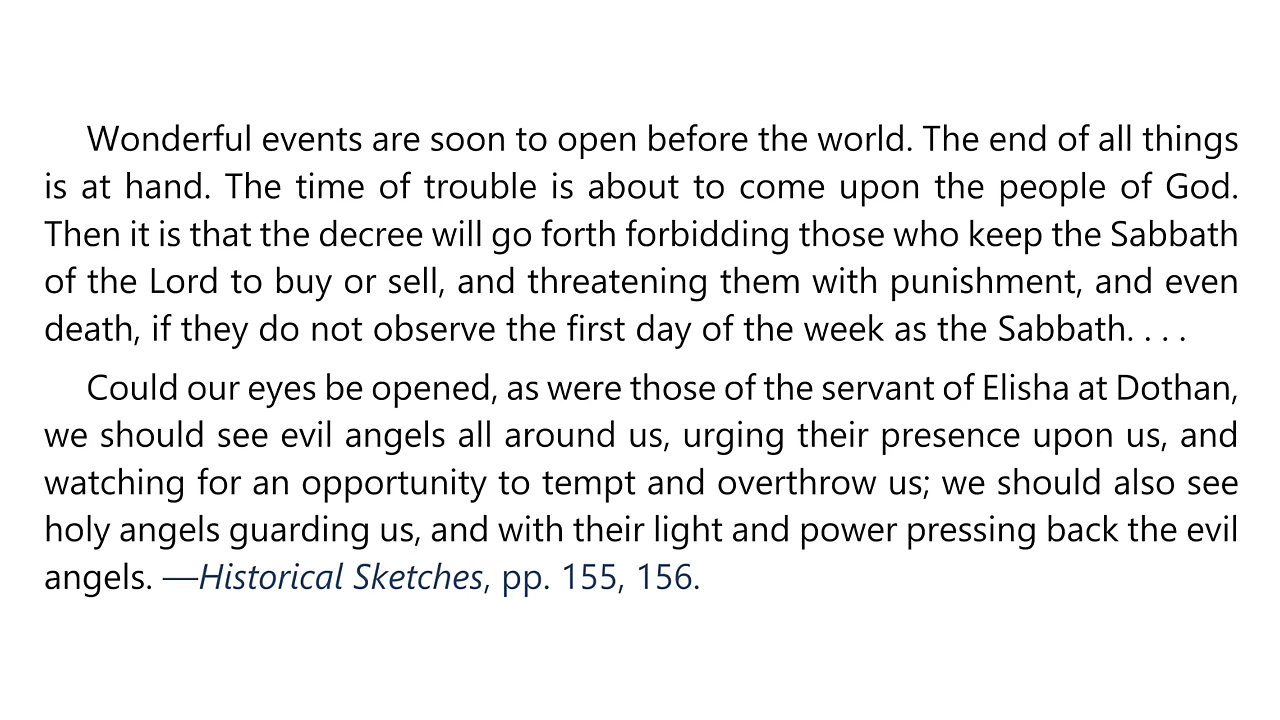 Wonderful events are soon to open before the world. The end of all things
is at hand. The time of trouble is about to come upon the people of God.
Then it is that the decree will go forth forbidding those who keep the Sabbath
of the Lord to buy or sell, and threatening them with punishment, and even
death, if they do not observe the first day of the week as the Sabbath. . . .
Could our eyes be opened, as were those of the servant of Elisha at Dothan,
we should see evil angels all around us, urging their presence upon us, and
watching for an opportunity to tempt and overthrow us; we should also see
holy angels guarding us, and with their light and power pressing back the evil
angels. —Historical Sketches, pp. 155, 156.